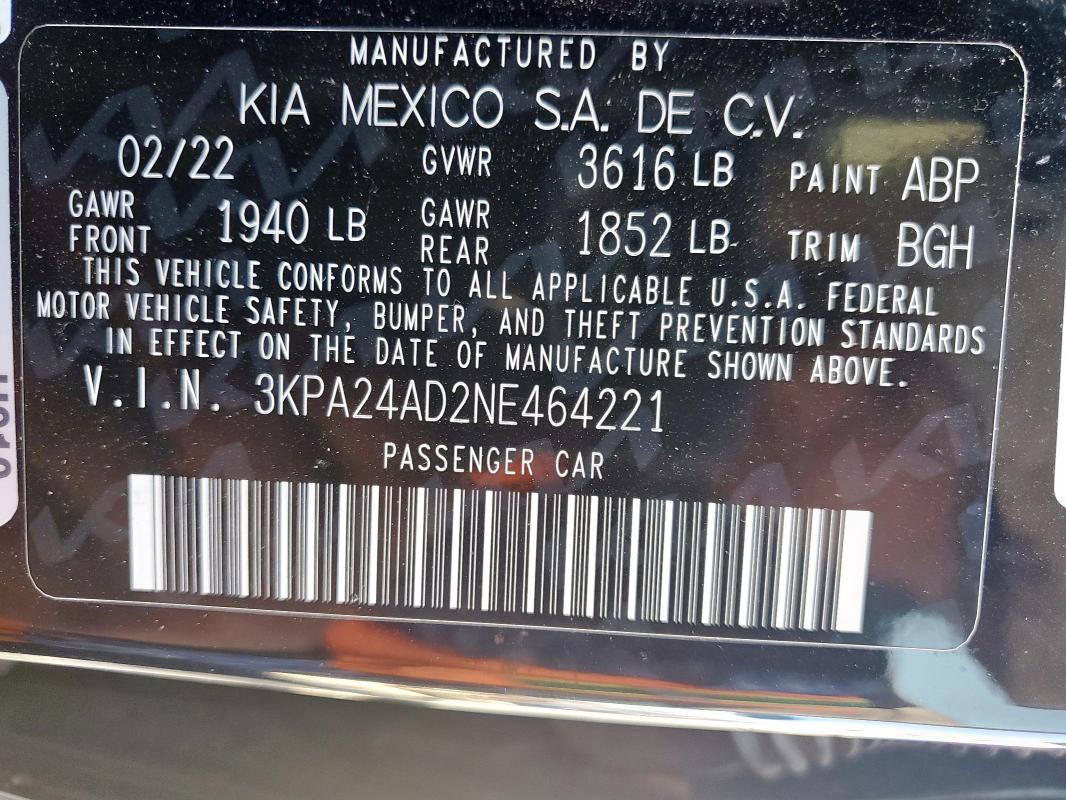 MANUFACTURED BY
KIA MEXICO S.A. DE C.V.
02/22 GVWR 3616 LB PAINT ABP
GAWR FRONT 1940 LB GAWR REAR 1852 LB TRIM BGH
THIS VEHICLE CONFORMS TO ALL APPLICABLE U.S.A. FEDERAL
MOTOR VEHICLE SAFETY, BUMPER, AND THEFT PREVENTION STANDARDS
IN EFFECT ON THE DATE OF MANUFACTURE SHOWN ABOVE.
V.I.N. 3KPA24AD2NE464221
PASSENGER CAR